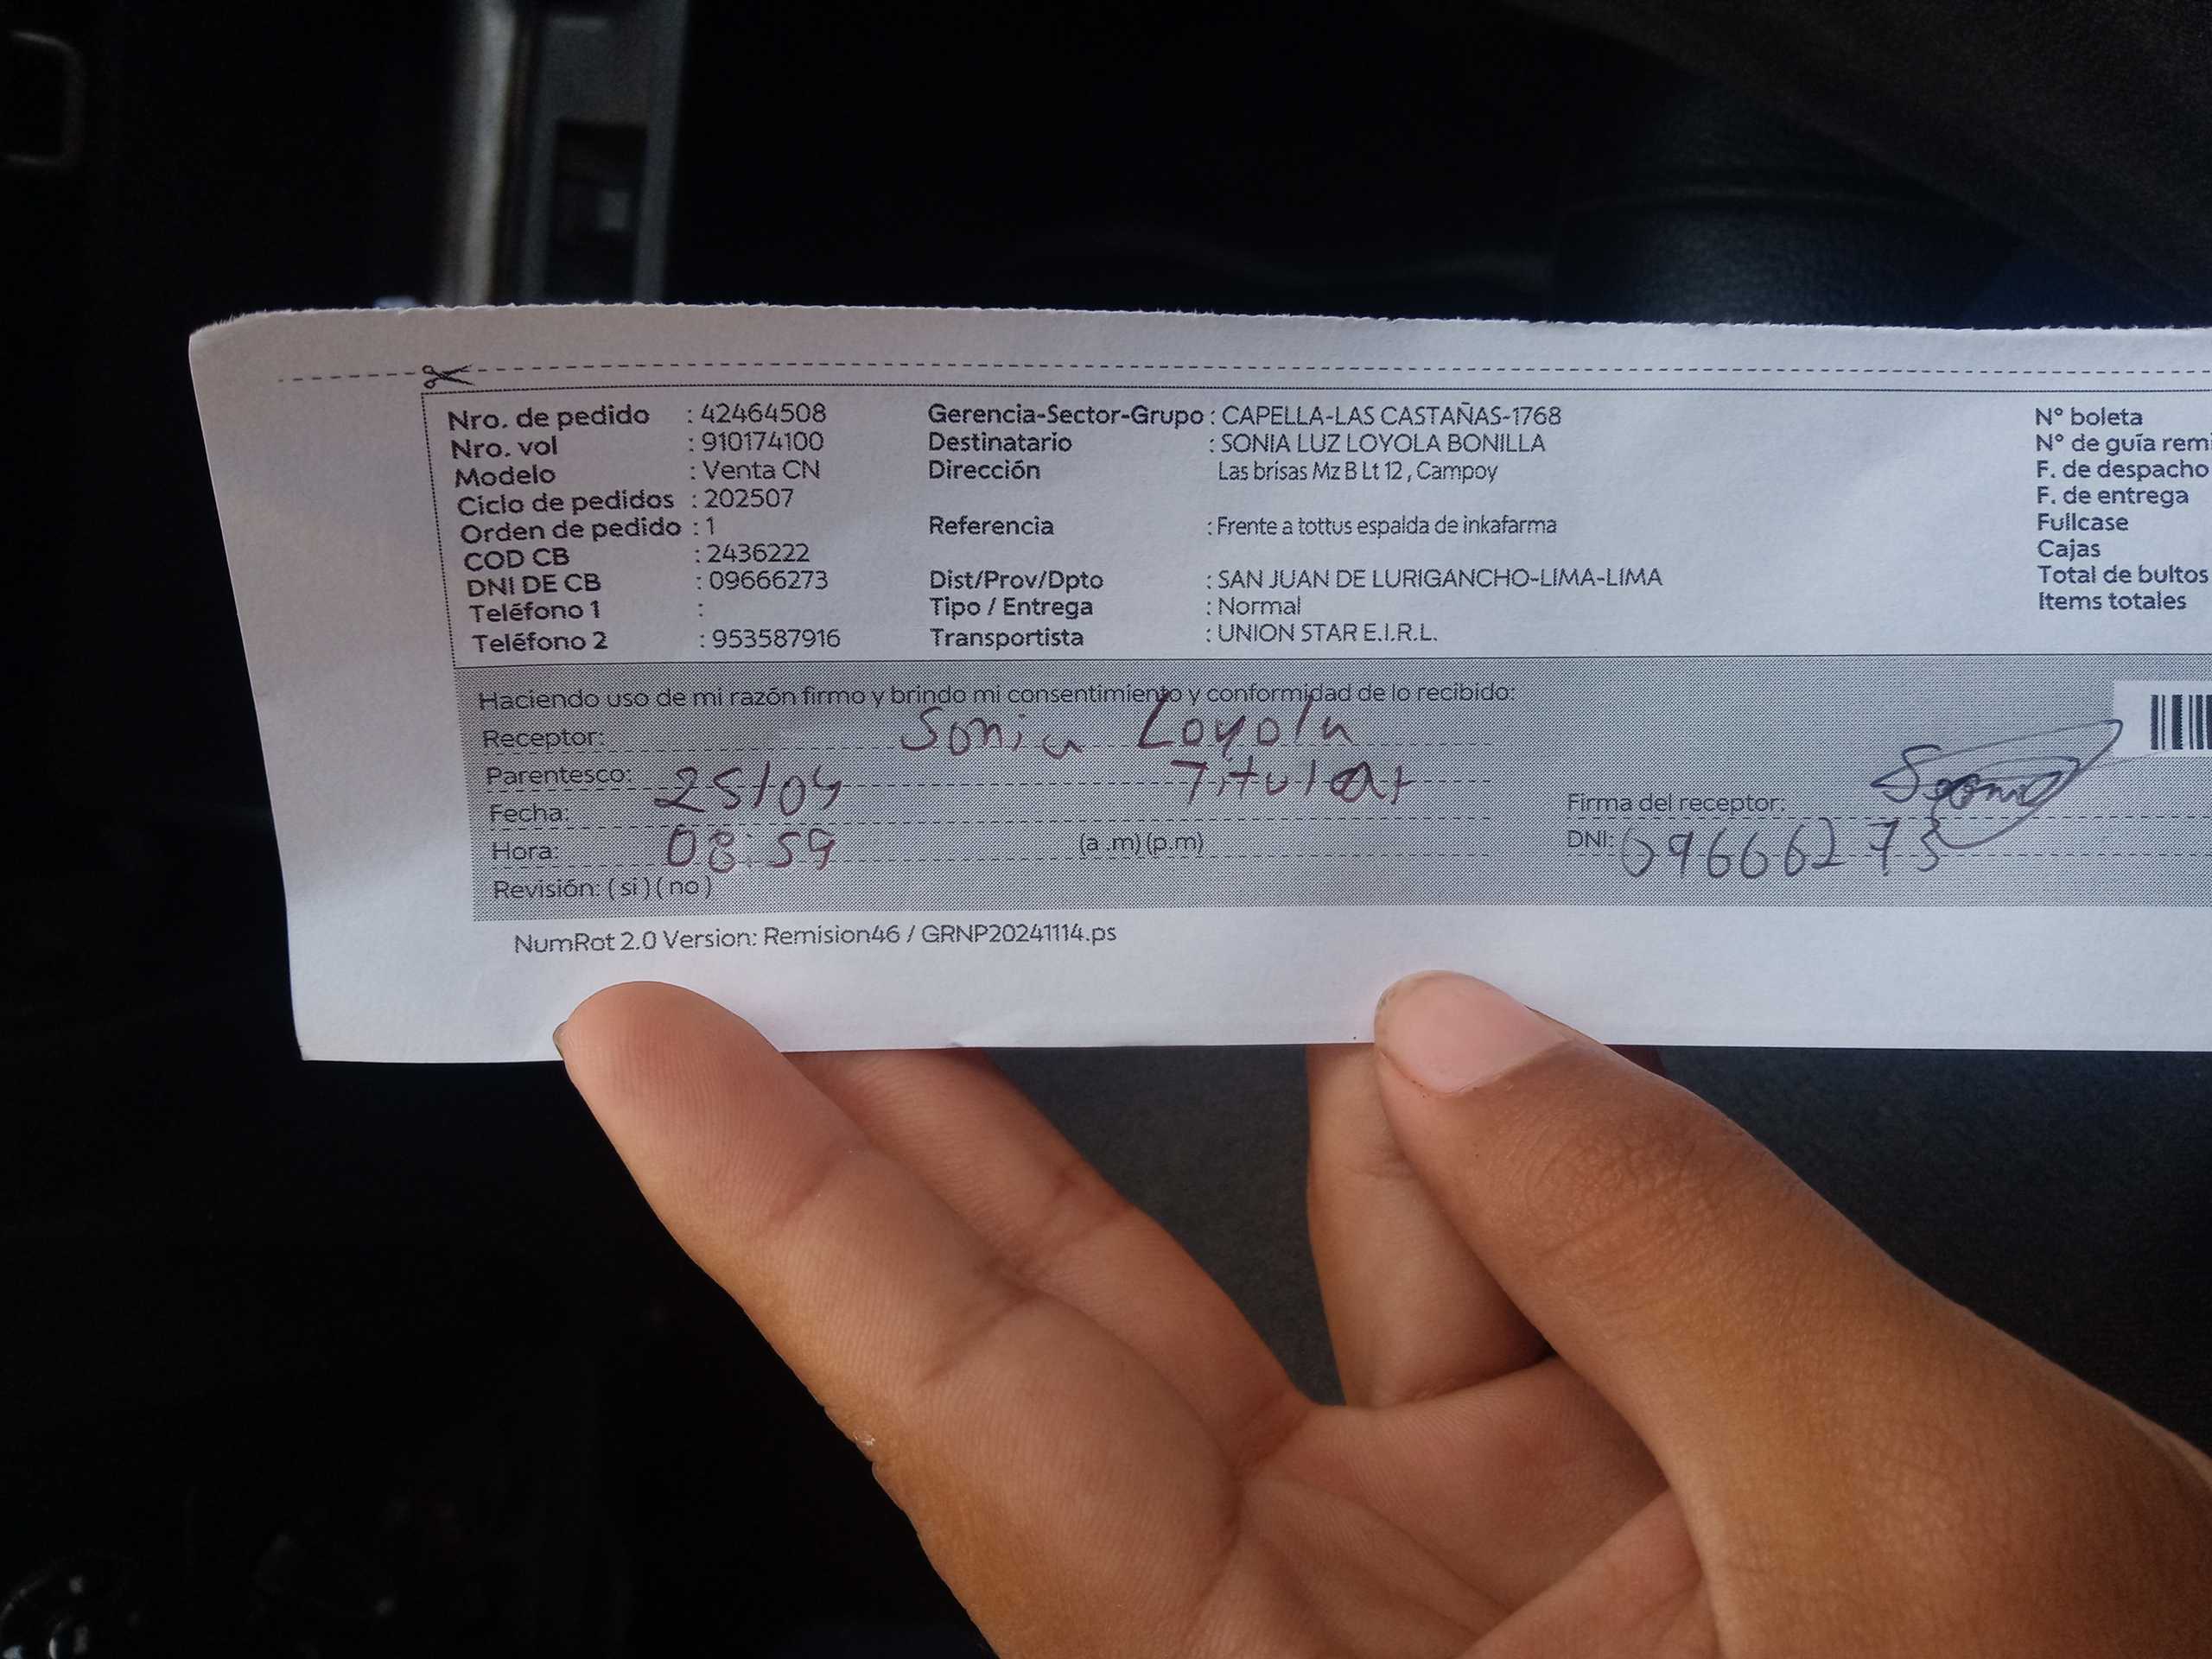 Nro. de pedido : 42464508 Gerencia-Sector-Grupo : CAPELLA-LAS CASTAÑAS-1768 N° boleta
Nro. vol : 910174100 Destinatario : SONIA LUZ LOYOLA BONILLA N° de guía remi
Modelo : Venta CN Dirección Las brisas Mz B Lt 12 , Campoy F. de despacho
Ciclo de pedidos : 202507 F. de entrega
Orden de pedido : 1 Referencia : Frente a tottus espalda de inkafarma Fullcase
COD CB : 2436222 Cajas
DNI DE CB : 09666273 Dist/Prov/Dpto : SAN JUAN DE LURIGANCHO-LIMA-LIMA Total de bultos
Teléfono 1 : Tipo / Entrega : Normal Items totales
Teléfono 2 : 953587916 Transportista : UNION STAR E.I.R.L.
Haciendo uso de mi razón firmo y brindo mi consentimiento y conformidad de lo recibido:
Receptor: Sonia Loyola
Parentesco: Titular
Fecha: 25/04 Firma del receptor:
Hora: 08:59 (a .m) (p.m) DNI: 09666273
Revisión: ( si ) ( no )
NumRot 2.0 Version: Remision46 / GRNP20241114.ps